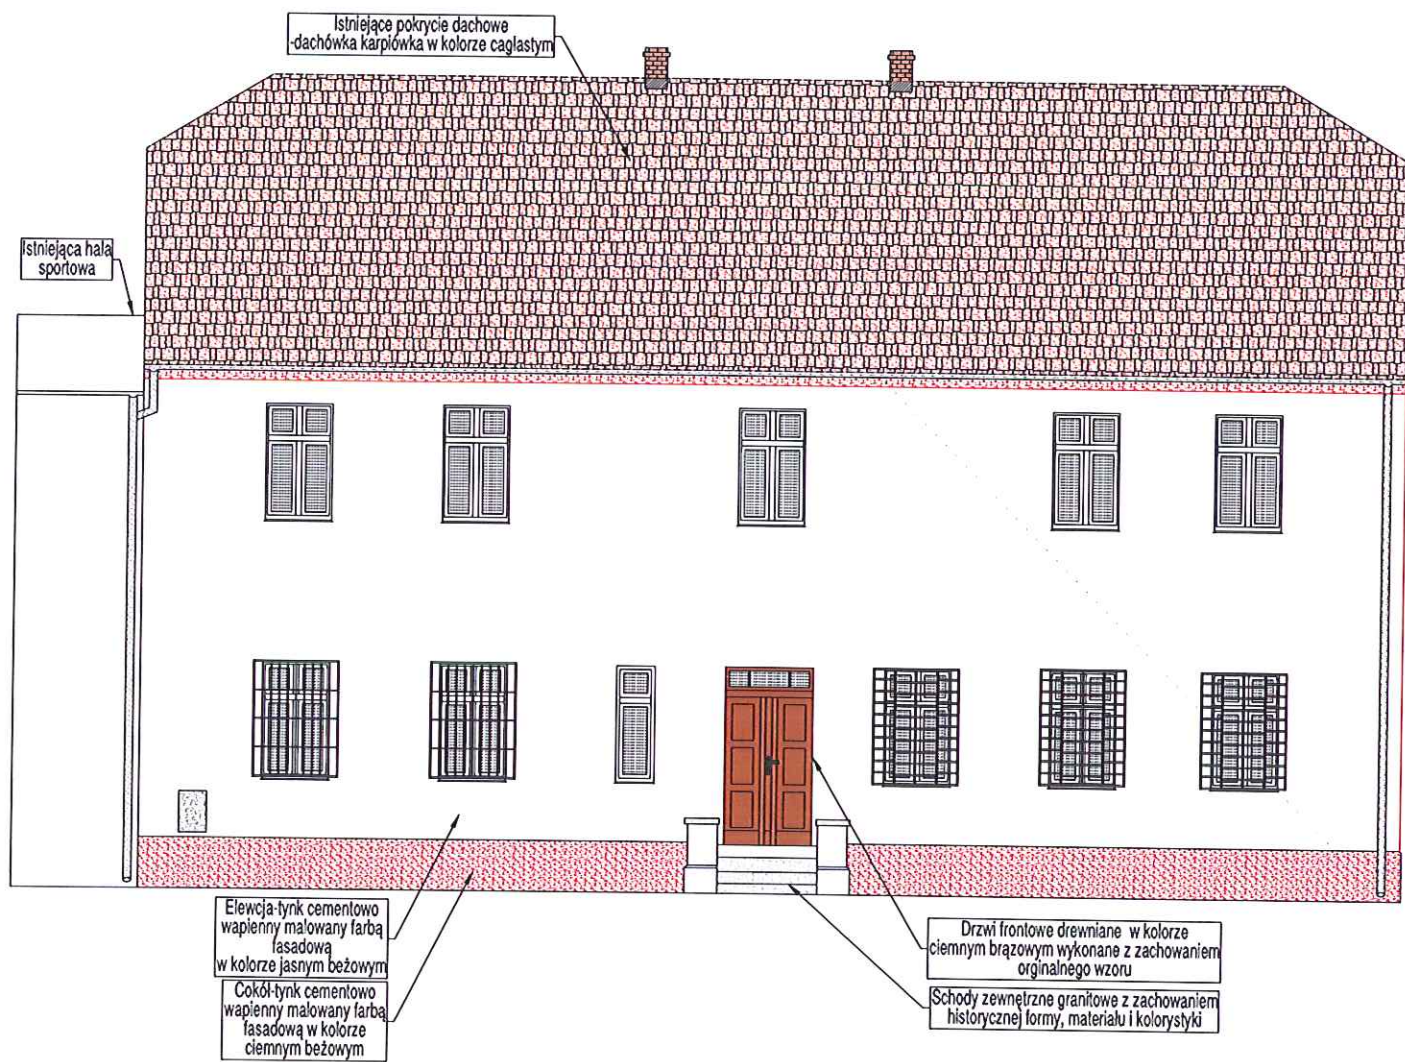 Istniejące pokrycie dachowe
-dachówka karpiówka w kolorze caglastym
Istniejąca hala
sportowa
Elewcja-tynk cementowo
wapienny malowany farbą
fasadową
w kolorze jasnym beżowym
Cokół-tynk cementowo
wapienny malowany farbą
fasadową w kolorze
ciemnym beżowym
Drzwi frontowe drewniane w kolorze
ciemnym brązowym wykonane z zachowaniem
orginalnego wzoru
Schody zewnętrzne granitowe z zachowaniem
historycznej formy, materiału i kolorystyki